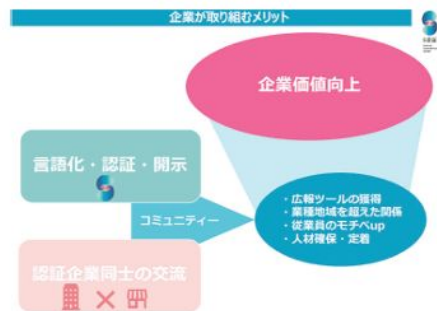 企業が取り組むメリット
企業価値向上
言語化・認証・開示
コミュニティー
・広報ツールの獲得
・業種地域を超えた関係
・従業員のモチベup
・人材確保・定着
認証企業同士の交流